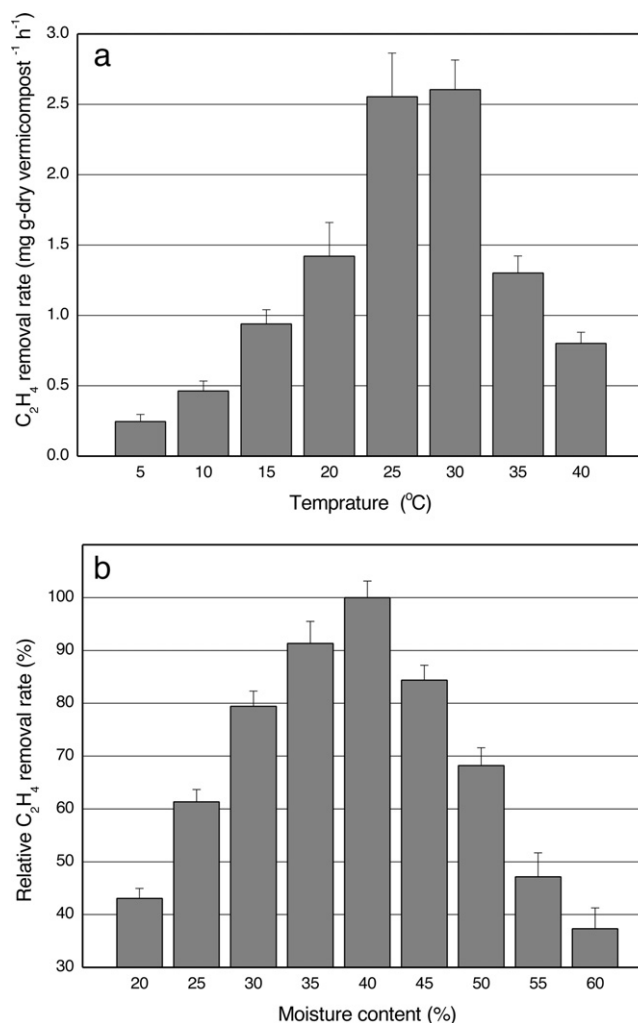 a
C₂H₄ removal rate (mg g-dry vermicompost ⁻¹ h⁻¹)
3.0
2.5
2.0
1.5
1.0
0.5
0.0
5 10 15 20 25 30 35 40
Temprature (°C)
b
Relative C₂H₄ removal rate (%)
100
90
80
70
60
50
40
30
20 25 30 35 40 45 50 55 60
Moisture content (%)